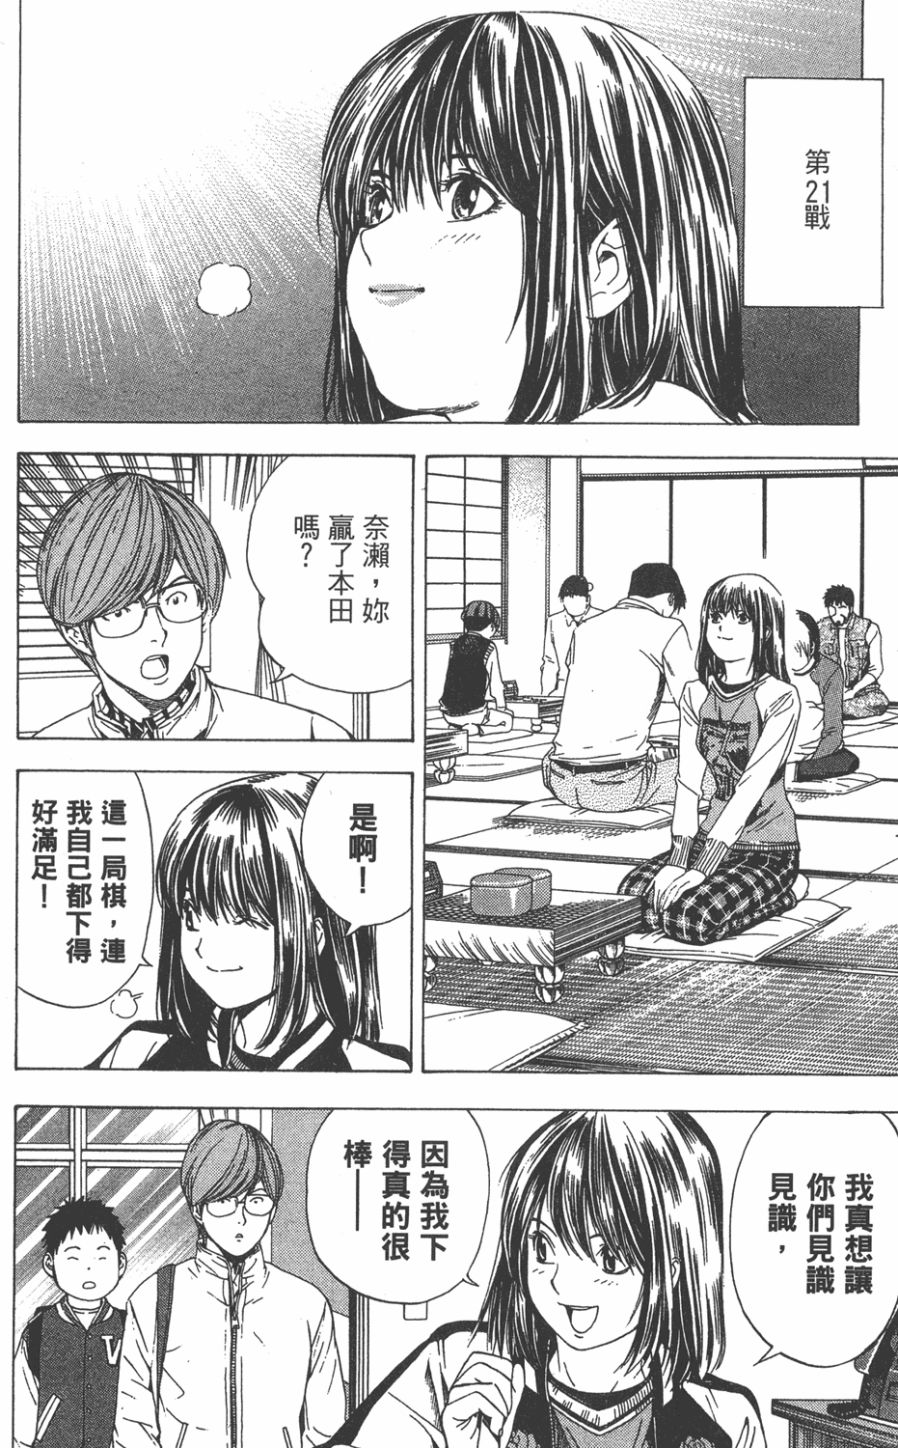 第
21
戰
奈瀨，妳
贏了本田
嗎？
是啊！
這一局棋，連
我自己都下得
好滿足！
我真想讓
你們見識
見識，
因為我下
得真的很
棒——
V